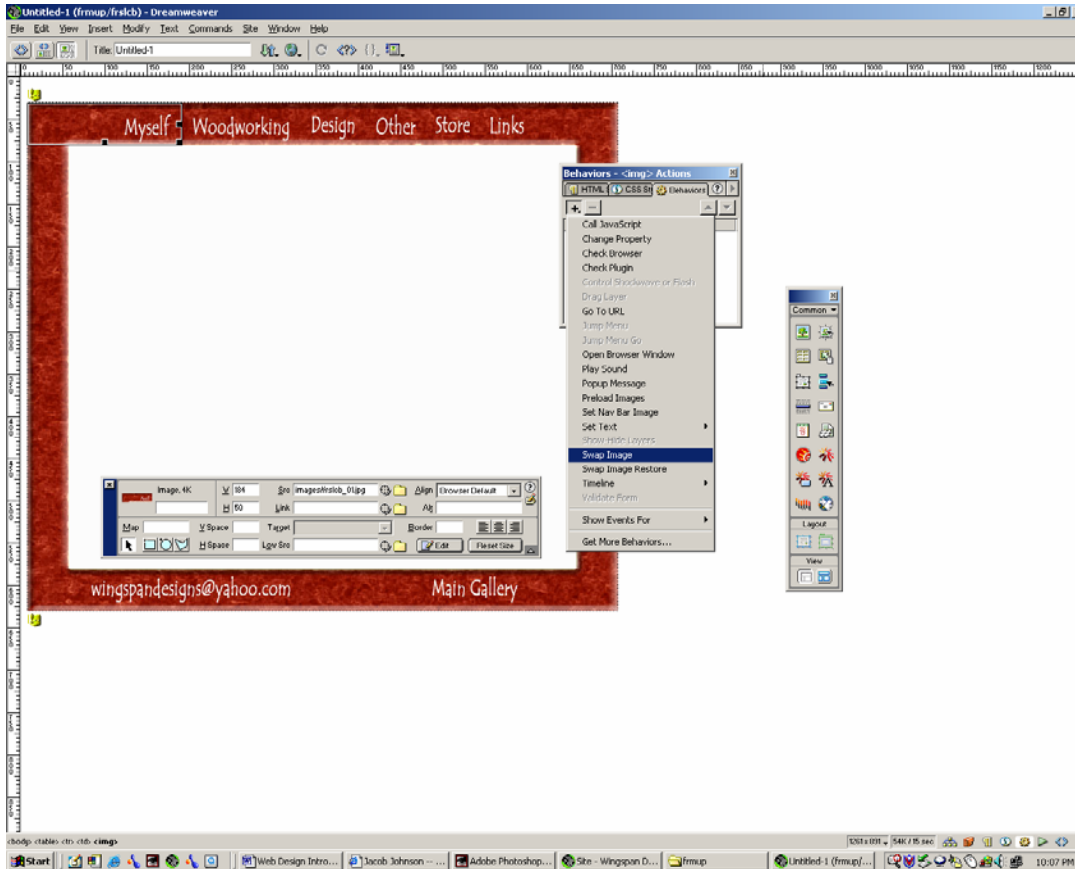 Untitled-1 (frmup/frslcb) - Dreamweaver
File Edit View Insert Modify Text Commands Site Window Help
Title: Untitled-1
Myself Woodworking Design Other Store Links
Behaviors - <img> Actions
HTML CSS St Behaviors
Call JavaScript
Change Property
Check Browser
Check Plugin
Control Shockwave or Flash
Drag Layer
Go To URL
Jump Menu
Jump Menu Go
Open Browser Window
Play Sound
Popup Message
Preload Images
Set Nav Bar Image
Set Text
Show-Hide Layers
Swap Image
Swap Image Restore
Timeline
Validate Form
Show Events For
Get More Behaviors...
Common
Layout
View
Image, 4K W 184 Src images/frslcb_01.jpg Align Browser Default
H 50 Link Alt
Map V Space Target Border
H Space Low Src Edit Reset Size
wingspandesigns@yahoo.com Main Gallery
<body> <table> <tr> <td> <img>
54K / 15 sec
Start Web Design Intro... Jacob Johnson -- ... Adobe Photoshop... Site - Wingspan D... frmup Untitled-1 (frmup/... 10:07 PM